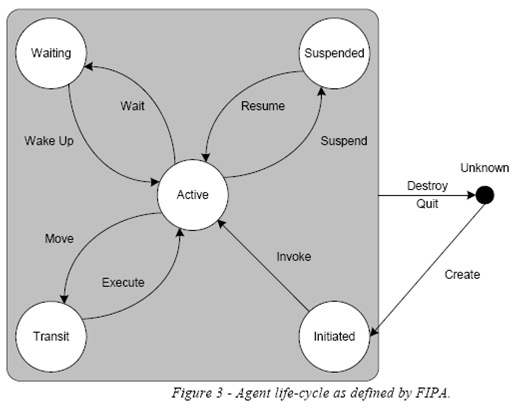 Waiting
Suspended
Wait
Resume
Wake Up
Suspend
Unknown
Active
Destroy
Quit
Move
Invoke
Create
Execute
Transit
Initiated
Figure 3 - Agent life-cycle as defined by FIPA.